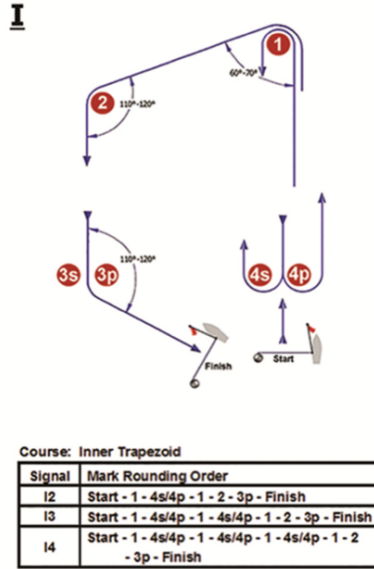 I
1
60°-70°
2
110°-120°
3s 3p
110°-120°
4s 4p
Finish
Start
Course: Inner Trapezoid
Signal Mark Rounding Order
I2 Start - 1 - 4s/4p - 1 - 2 - 3p - Finish
I3 Start - 1 - 4s/4p - 1 - 4s/4p - 1 - 2 - 3p - Finish
I4 Start - 1 - 4s/4p - 1 - 4s/4p - 1 - 4s/4p - 1 - 2
- 3p - Finish